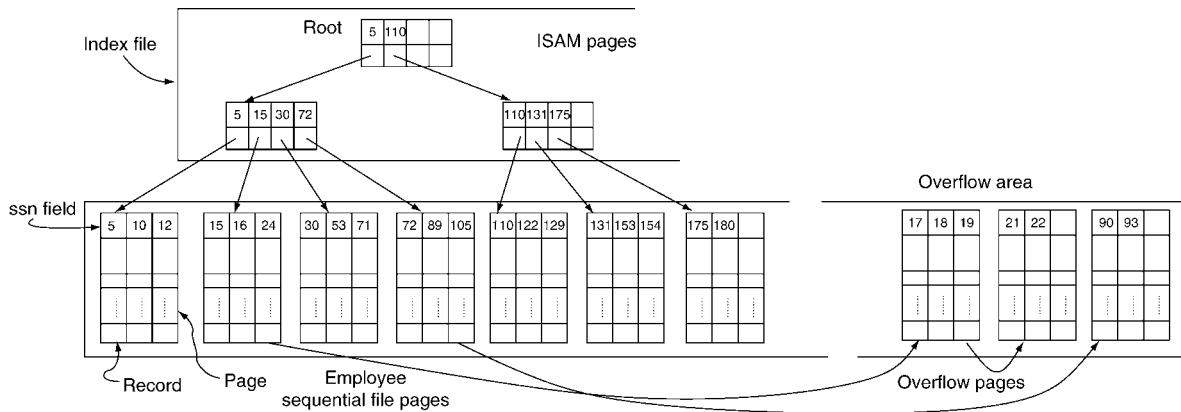 Root
5 110
ISAM pages
Index file
5 15 30 72
110 131 175
Overflow area
ssn field
5 10 12
15 16 24
30 53 71
72 89 105
110 122 129
131 153 154
175 180
17 18 19
21 22
90 93
Record
Page
Employee
sequential file pages
Overflow pages